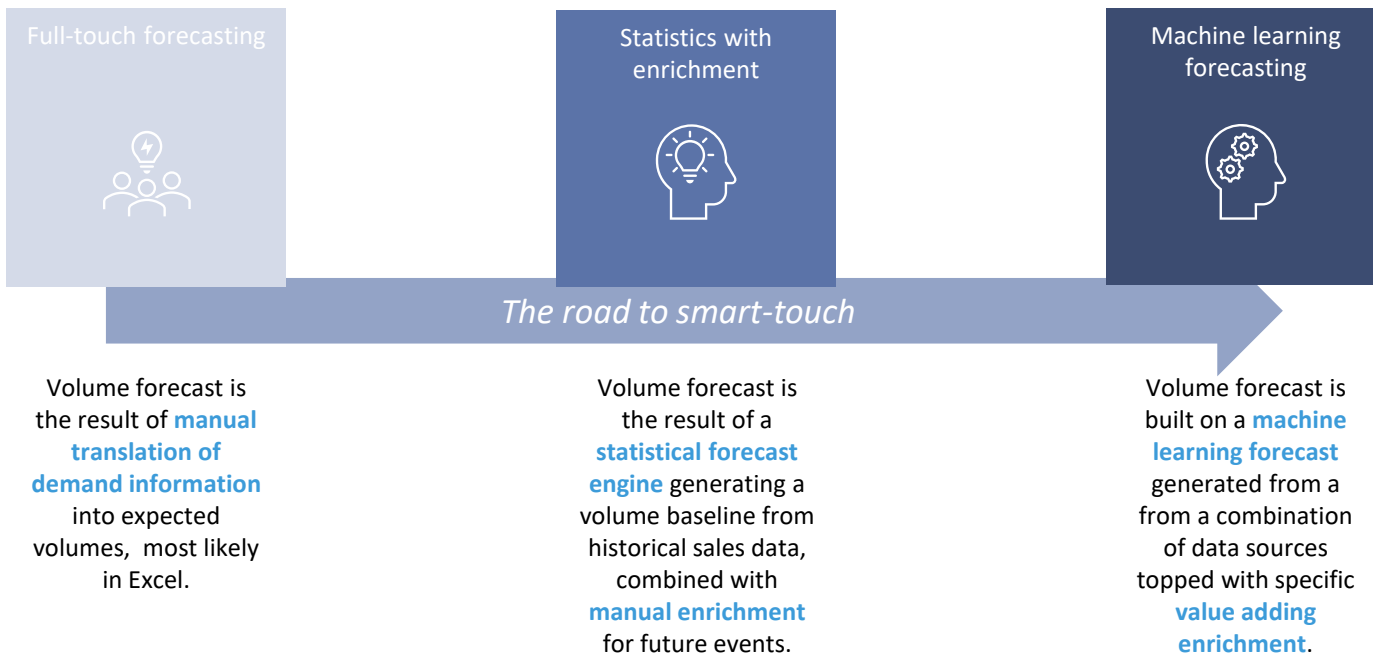 Full-touch forecasting
Statistics with
enrichment
Machine learning
forecasting
The road to smart-touch
Volume forecast is
the result of manual
translation of
demand information
into expected
volumes,  most likely
in Excel.
Volume forecast is
the result of a
statistical forecast
engine generating a
volume baseline from
historical sales data,
combined with
manual enrichment
for future events.
Volume forecast is
built on a machine
learning forecast
generated from a
from a combination
of data sources
topped with specific
value adding
enrichment.